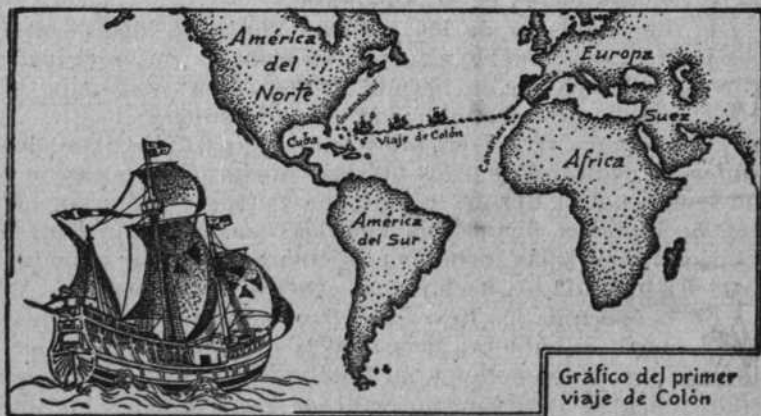 América
del
Norte
Europa
Guanahaní
Suez
Cuba
Viaje de Colón
Canarias
África
América
del Sur
Gráfico del primer
viaje de Colón